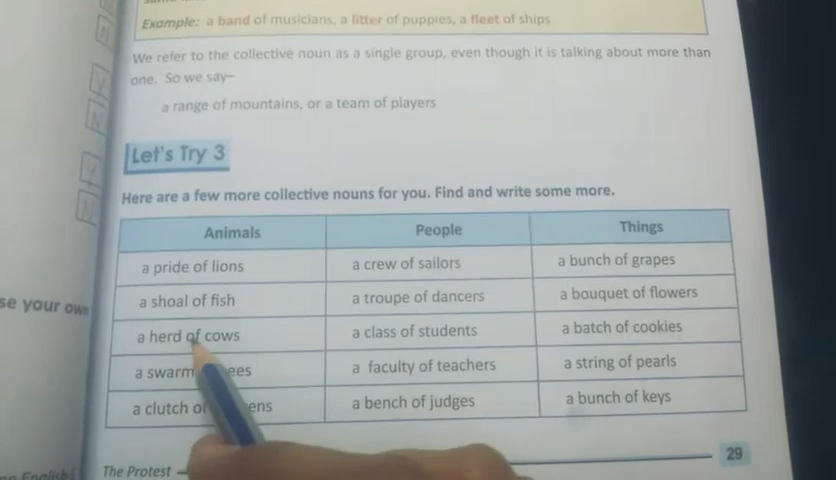 Example: a band of musicians, a litter of puppies, a fleet of ships
We refer to the collective noun as a single group, even though it is talking about more than
one. So we say–
a range of mountains, or a team of players
Let's Try 3
Here are a few more collective nouns for you. Find and write some more.
Animals People Things
a pride of lions a crew of sailors a bunch of grapes
a shoal of fish a troupe of dancers a bouquet of flowers
a herd of cows a class of students a batch of cookies
a swarm a faculty of teachers a string of pearls
a clutch a bench of judges a bunch of keys
29
The Protest
your own
Y
N
Y
N